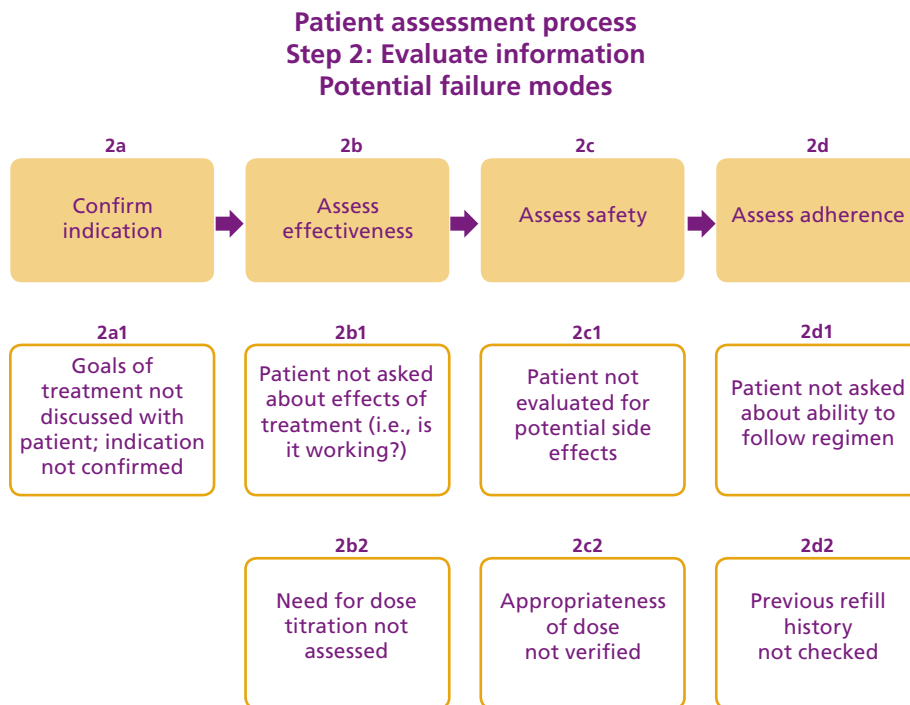 Patient assessment process
Step 2: Evaluate information
Potential failure modes
2a
Confirm
indication
2b
Assess
effectiveness
2c
Assess safety
2d
Assess adherence
2a1
Goals of
treatment not
discussed with
patient; indication
not confirmed
2b1
Patient not asked
about effects of
treatment (i.e., is
it working?)
2c1
Patient not
evaluated for
potential side
effects
2d1
Patient not asked
about ability to
follow regimen
2b2
Need for dose
titration not
assessed
2c2
Appropriateness
of dose
not verified
2d2
Previous refill
history
not checked